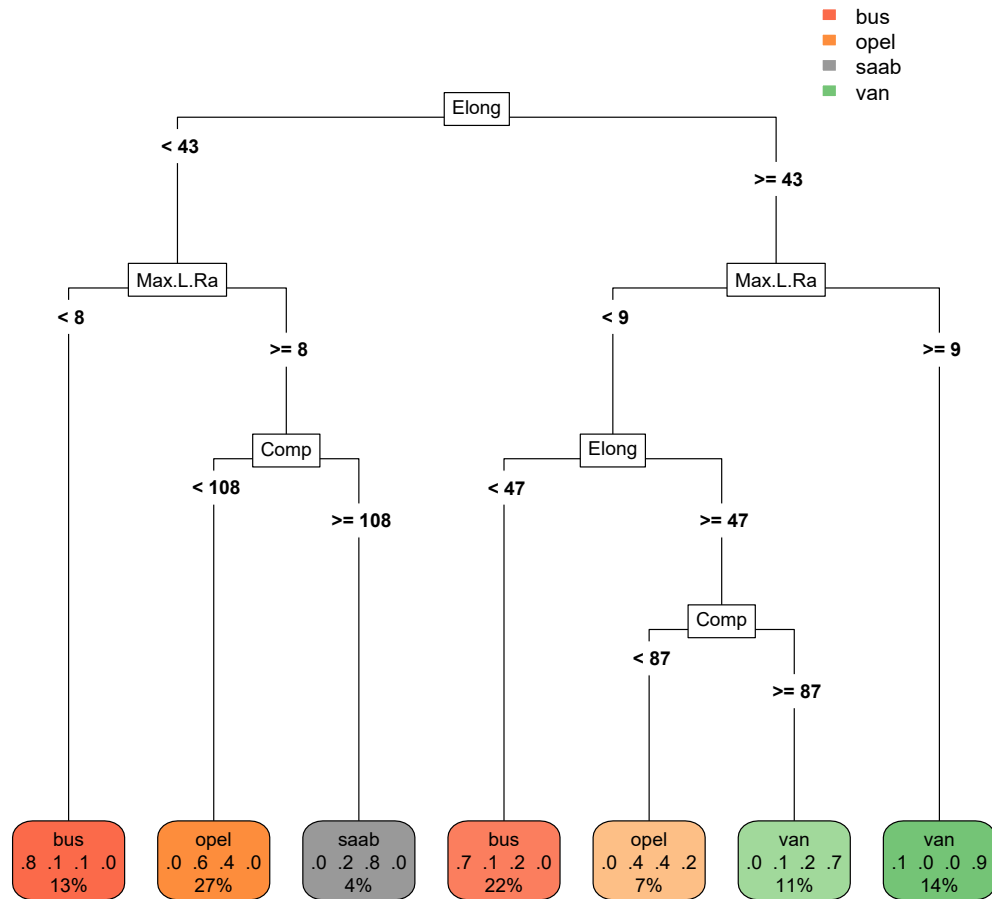 bus
opel
saab
van
Elong
< 43
>= 43
Max.L.Ra
Max.L.Ra
< 8
< 9
>= 8
>= 9
Comp
Elong
< 108
< 47
>= 108
>= 47
Comp
< 87
>= 87
bus
.8 .1 .1 .0
13%
opel
.0 .6 .4 .0
27%
saab
.0 .2 .8 .0
4%
bus
.7 .1 .2 .0
22%
opel
.0 .4 .4 .2
7%
van
.0 .1 .2 .7
11%
van
.1 .0 .0 .9
14%